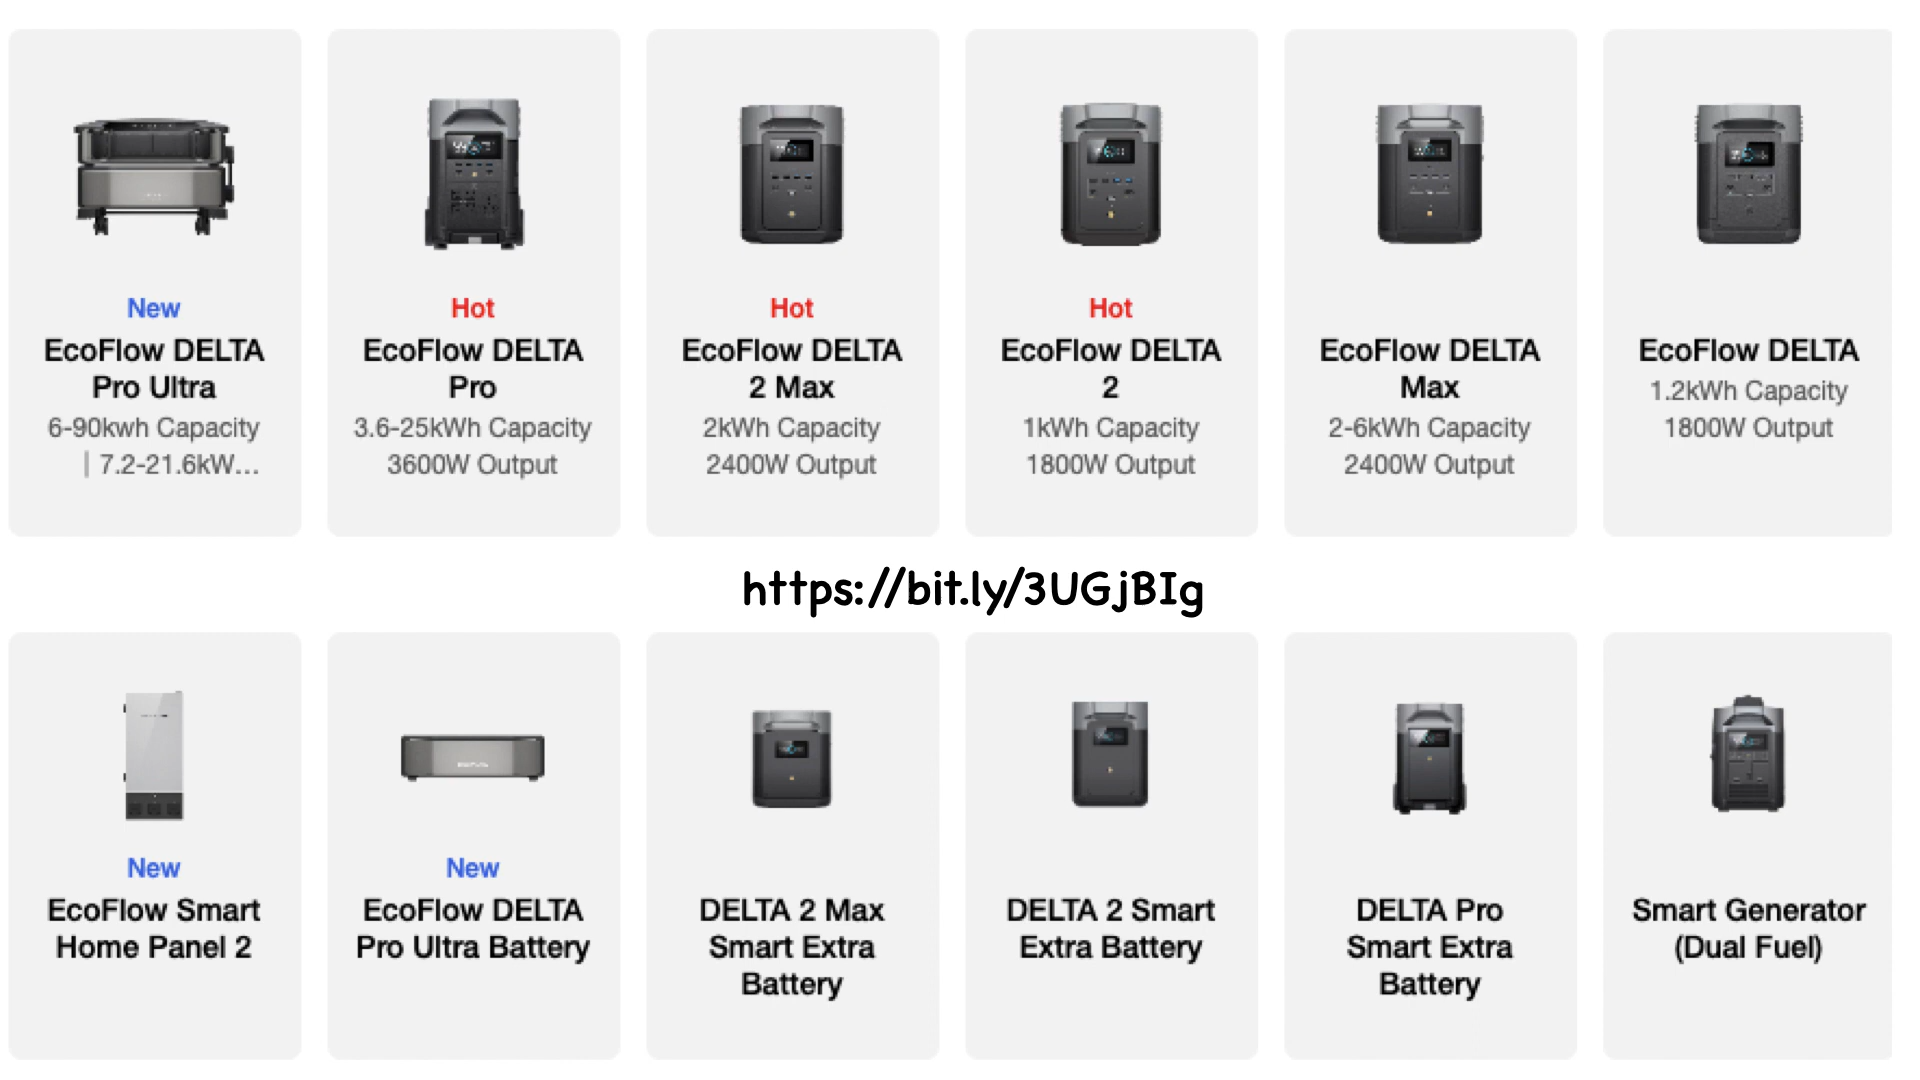 New
EcoFlow DELTA
Pro Ultra
6-90kwh Capacity
| 7.2-21.6kW...
Hot
EcoFlow DELTA
Pro
3.6-25kWh Capacity
3600W Output
Hot
EcoFlow DELTA
2 Max
2kWh Capacity
2400W Output
Hot
EcoFlow DELTA
2
1kWh Capacity
1800W Output
EcoFlow DELTA
Max
2-6kWh Capacity
2400W Output
EcoFlow DELTA
1.2kWh Capacity
1800W Output
https://bit.ly/3UGjBIg
New
EcoFlow Smart
Home Panel 2
New
EcoFlow DELTA
Pro Ultra Battery
DELTA 2 Max
Smart Extra
Battery
DELTA 2 Smart
Extra Battery
DELTA Pro
Smart Extra
Battery
Smart Generator
(Dual Fuel)